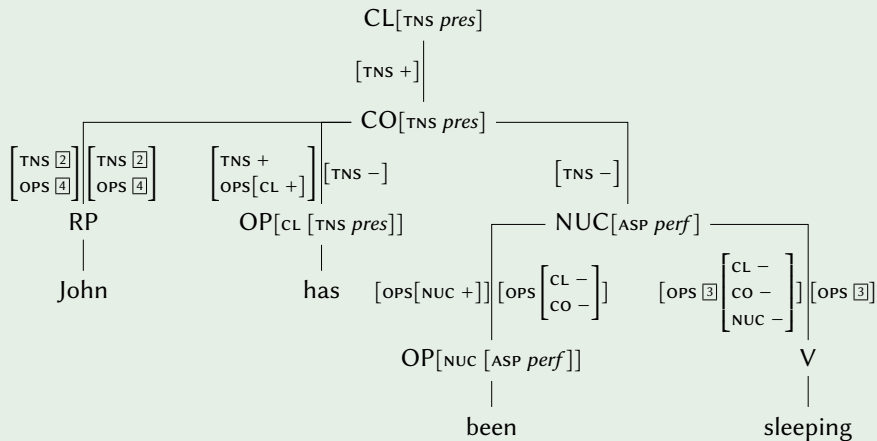 CL[TNS pres]
[TNS +]
CO[TNS pres]
[TNS 2 OPS 4] [TNS 2 OPS 4] [TNS + OPS[CL +]] [TNS −] [TNS −]
RP OP[CL [TNS pres]] NUC[ASP perf]
John has [OPS[NUC +]] [OPS[CL − CO −]] [OPS 3 [CL − CO − NUC −]] [OPS 3]
OP[NUC [ASP perf]] V
been sleeping